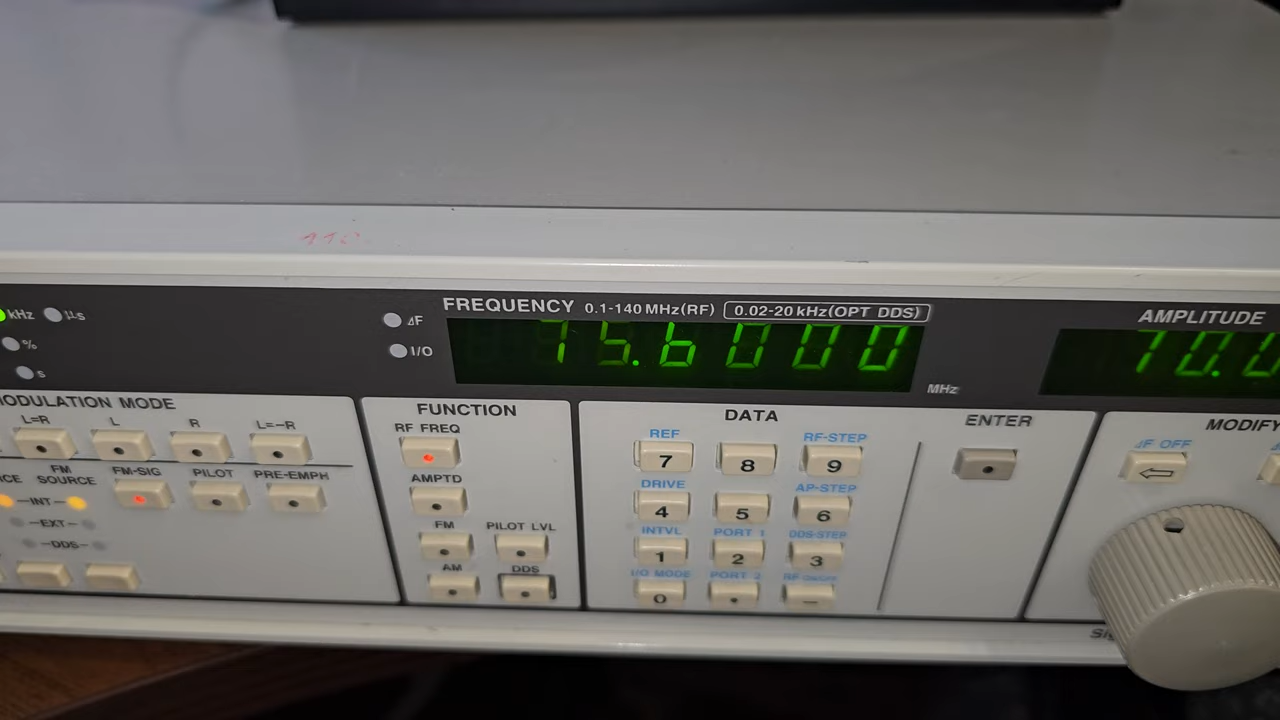 110
FREQUENCY 0.1-140 MHz(RF) 0.02-20 kHz(OPT DDS)
AMPLITUDE
kHz μs
%
s
ΔF
I/O
75.6000
MHz
70.0
MODULATION MODE
L=R L R L=-R
FM SOURCE
FM-SIG PILOT PRE-EMPH
INT
EXT
DDS
FUNCTION
RF FREQ
AMPTD
FM PILOT LVL
AM DDS
DATA
REF RF-STEP
7 8 9
DRIVE AP-STEP
4 5 6
INTVL PORT 1 DDS-STEP
1 2 3
I/O MODE PORT 2 RF ON/OFF
0 . −
ENTER
MODIFY
ΔF OFF